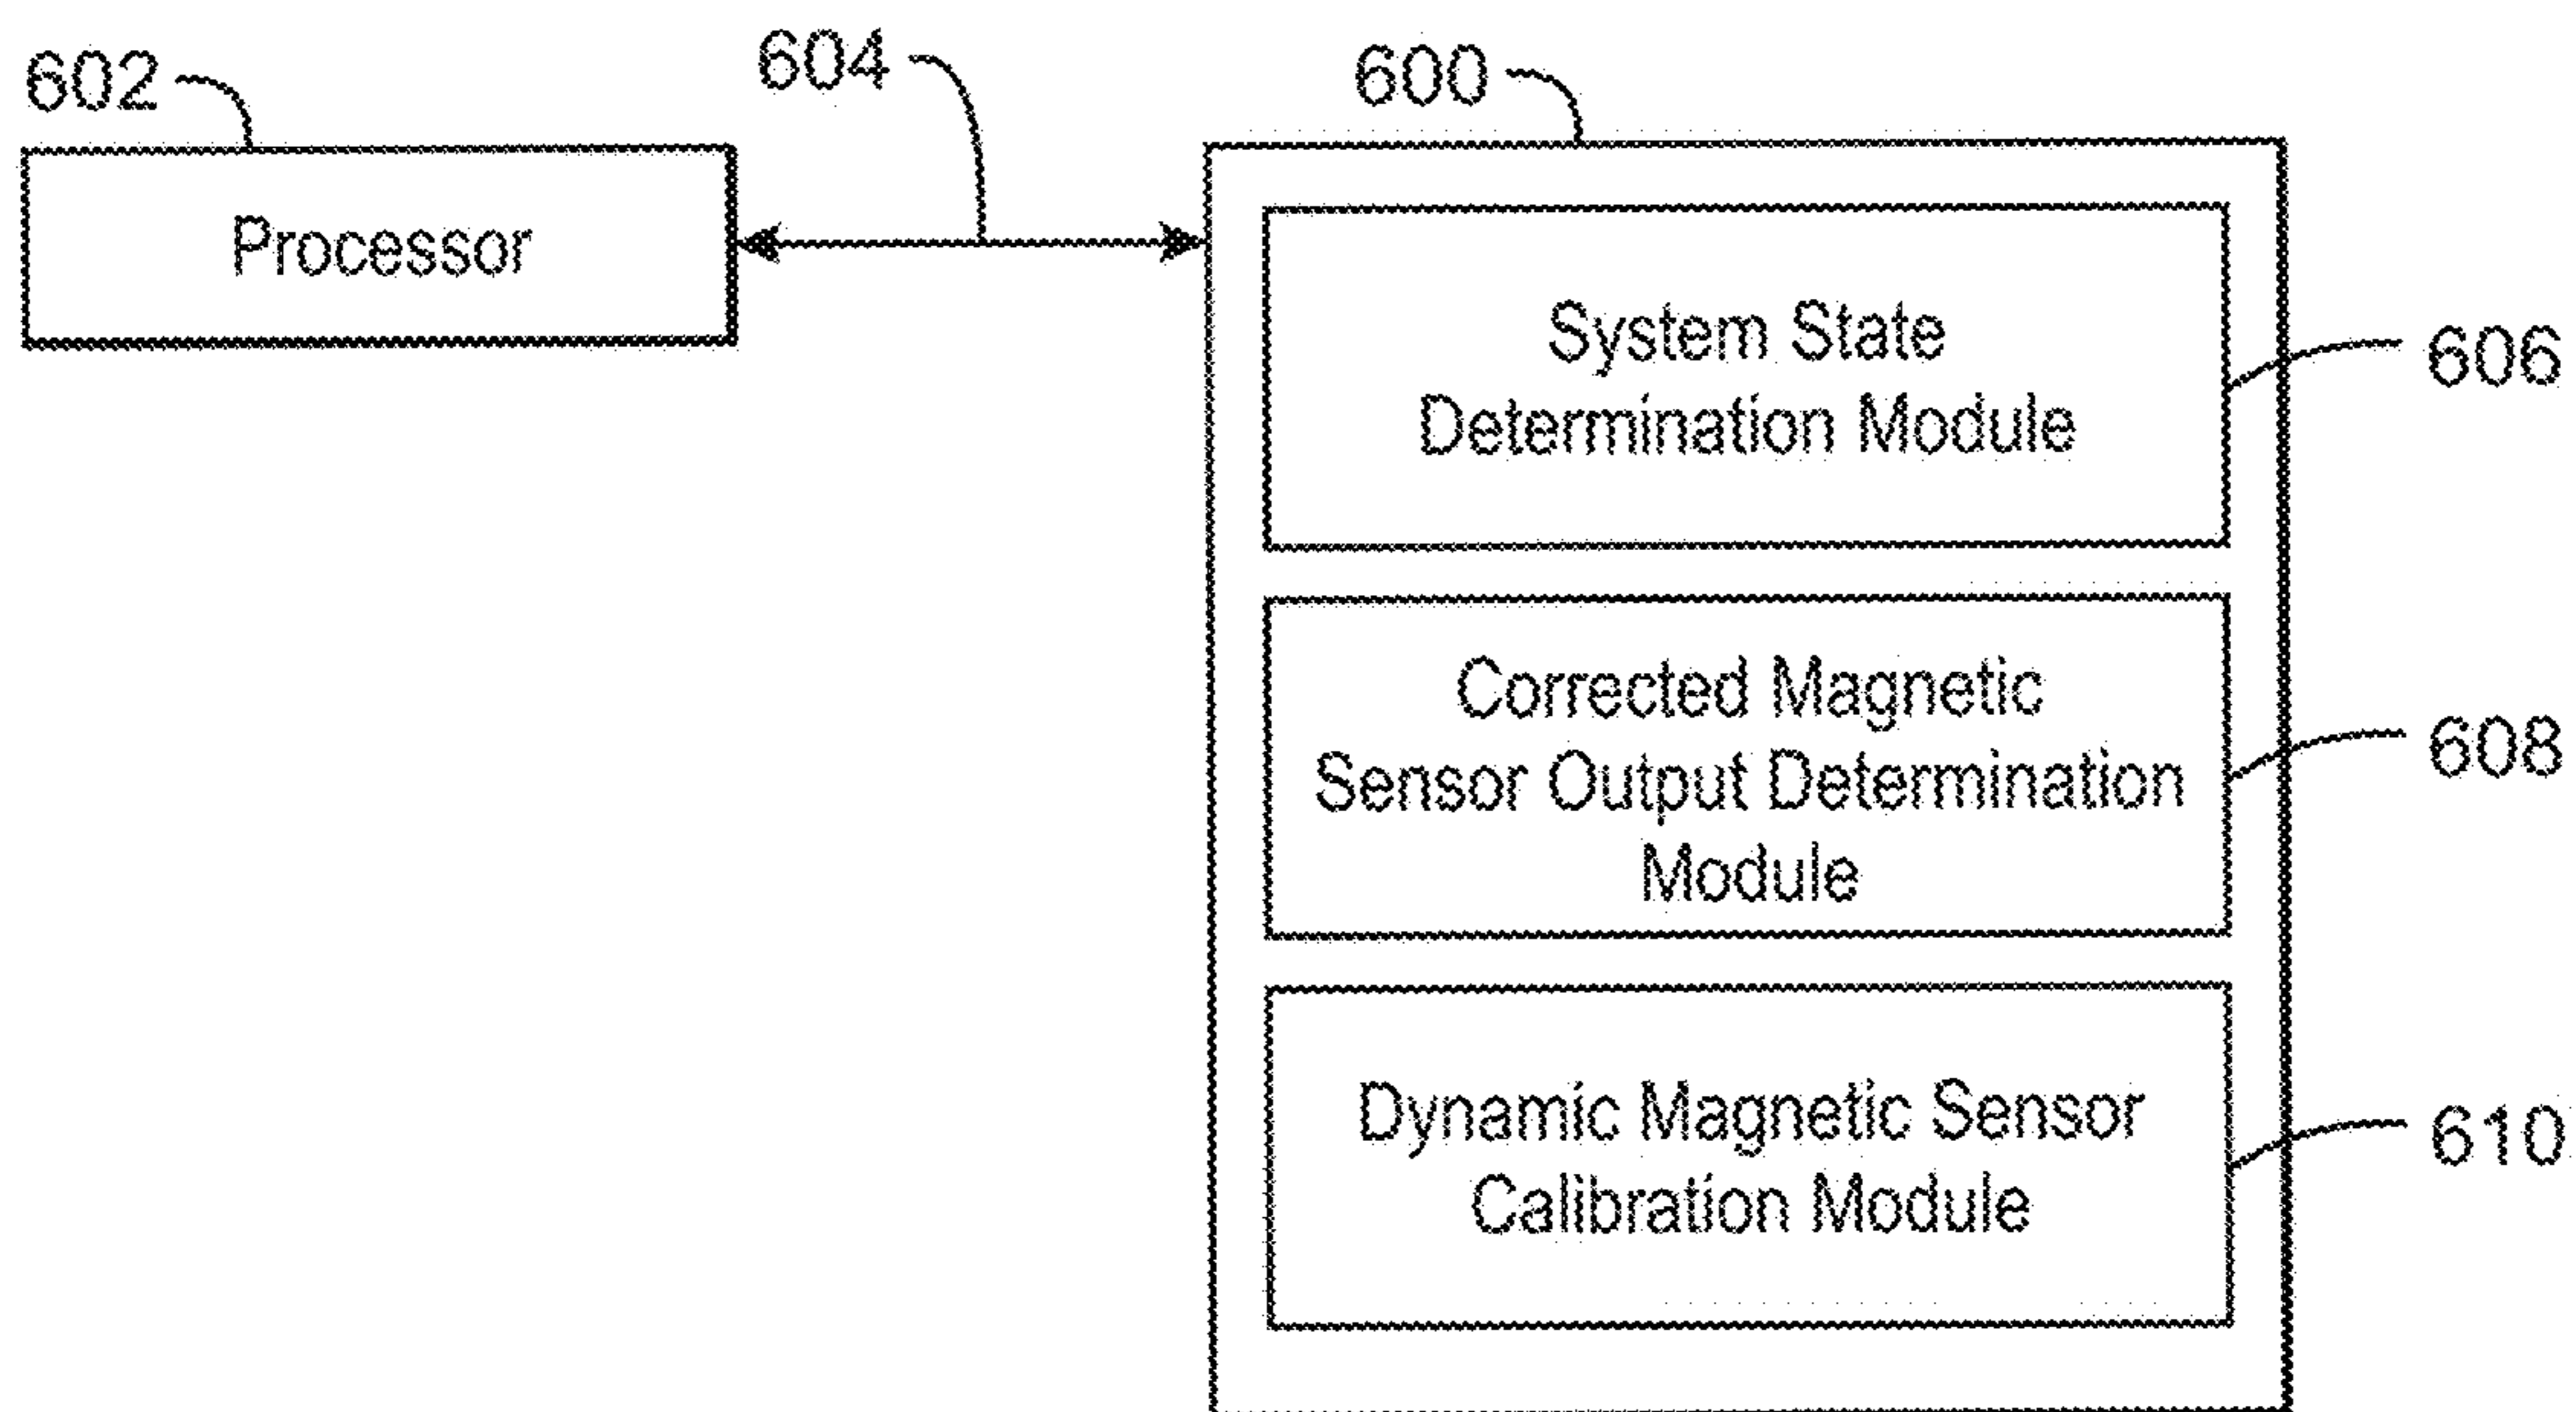 602
604
600
Processor
System State
Determination Module
606
Corrected Magnetic
Sensor Output Determination
Module
608
Dynamic Magnetic Sensor
Calibration Module
610